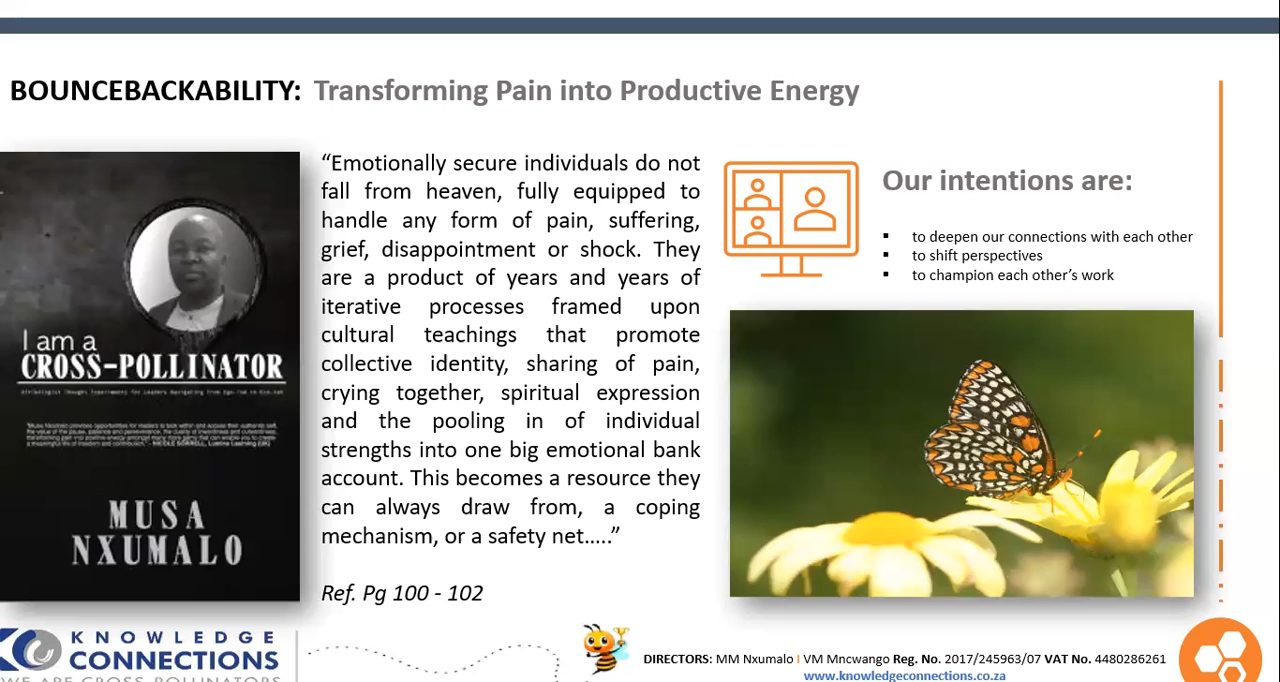 BOUNCEBACKABILITY: Transforming Pain into Productive Energy
I am a
CROSS-POLLINATOR
MUSA
NXUMALO
“Emotionally secure individuals do not
fall from heaven, fully equipped to
handle any form of pain, suffering,
grief, disappointment or shock. They
are a product of years and years of
iterative processes framed upon
cultural teachings that promote
collective identity, sharing of pain,
crying together, spiritual expression
and the pooling in of individual
strengths into one big emotional bank
account. This becomes a resource they
can always draw from, a coping
mechanism, or a safety net…..”
Ref. Pg 100 - 102
Our intentions are:
▪ to deepen our connections with each other
▪ to shift perspectives
▪ to champion each other’s work
KNOWLEDGE
CONNECTIONS
WE ARE CROSS POLLINATORS
DIRECTORS: MM Nxumalo I VM Mncwango Reg. No. 2017/245963/07 VAT No. 4480286261
www.knowledgeconnections.co.za